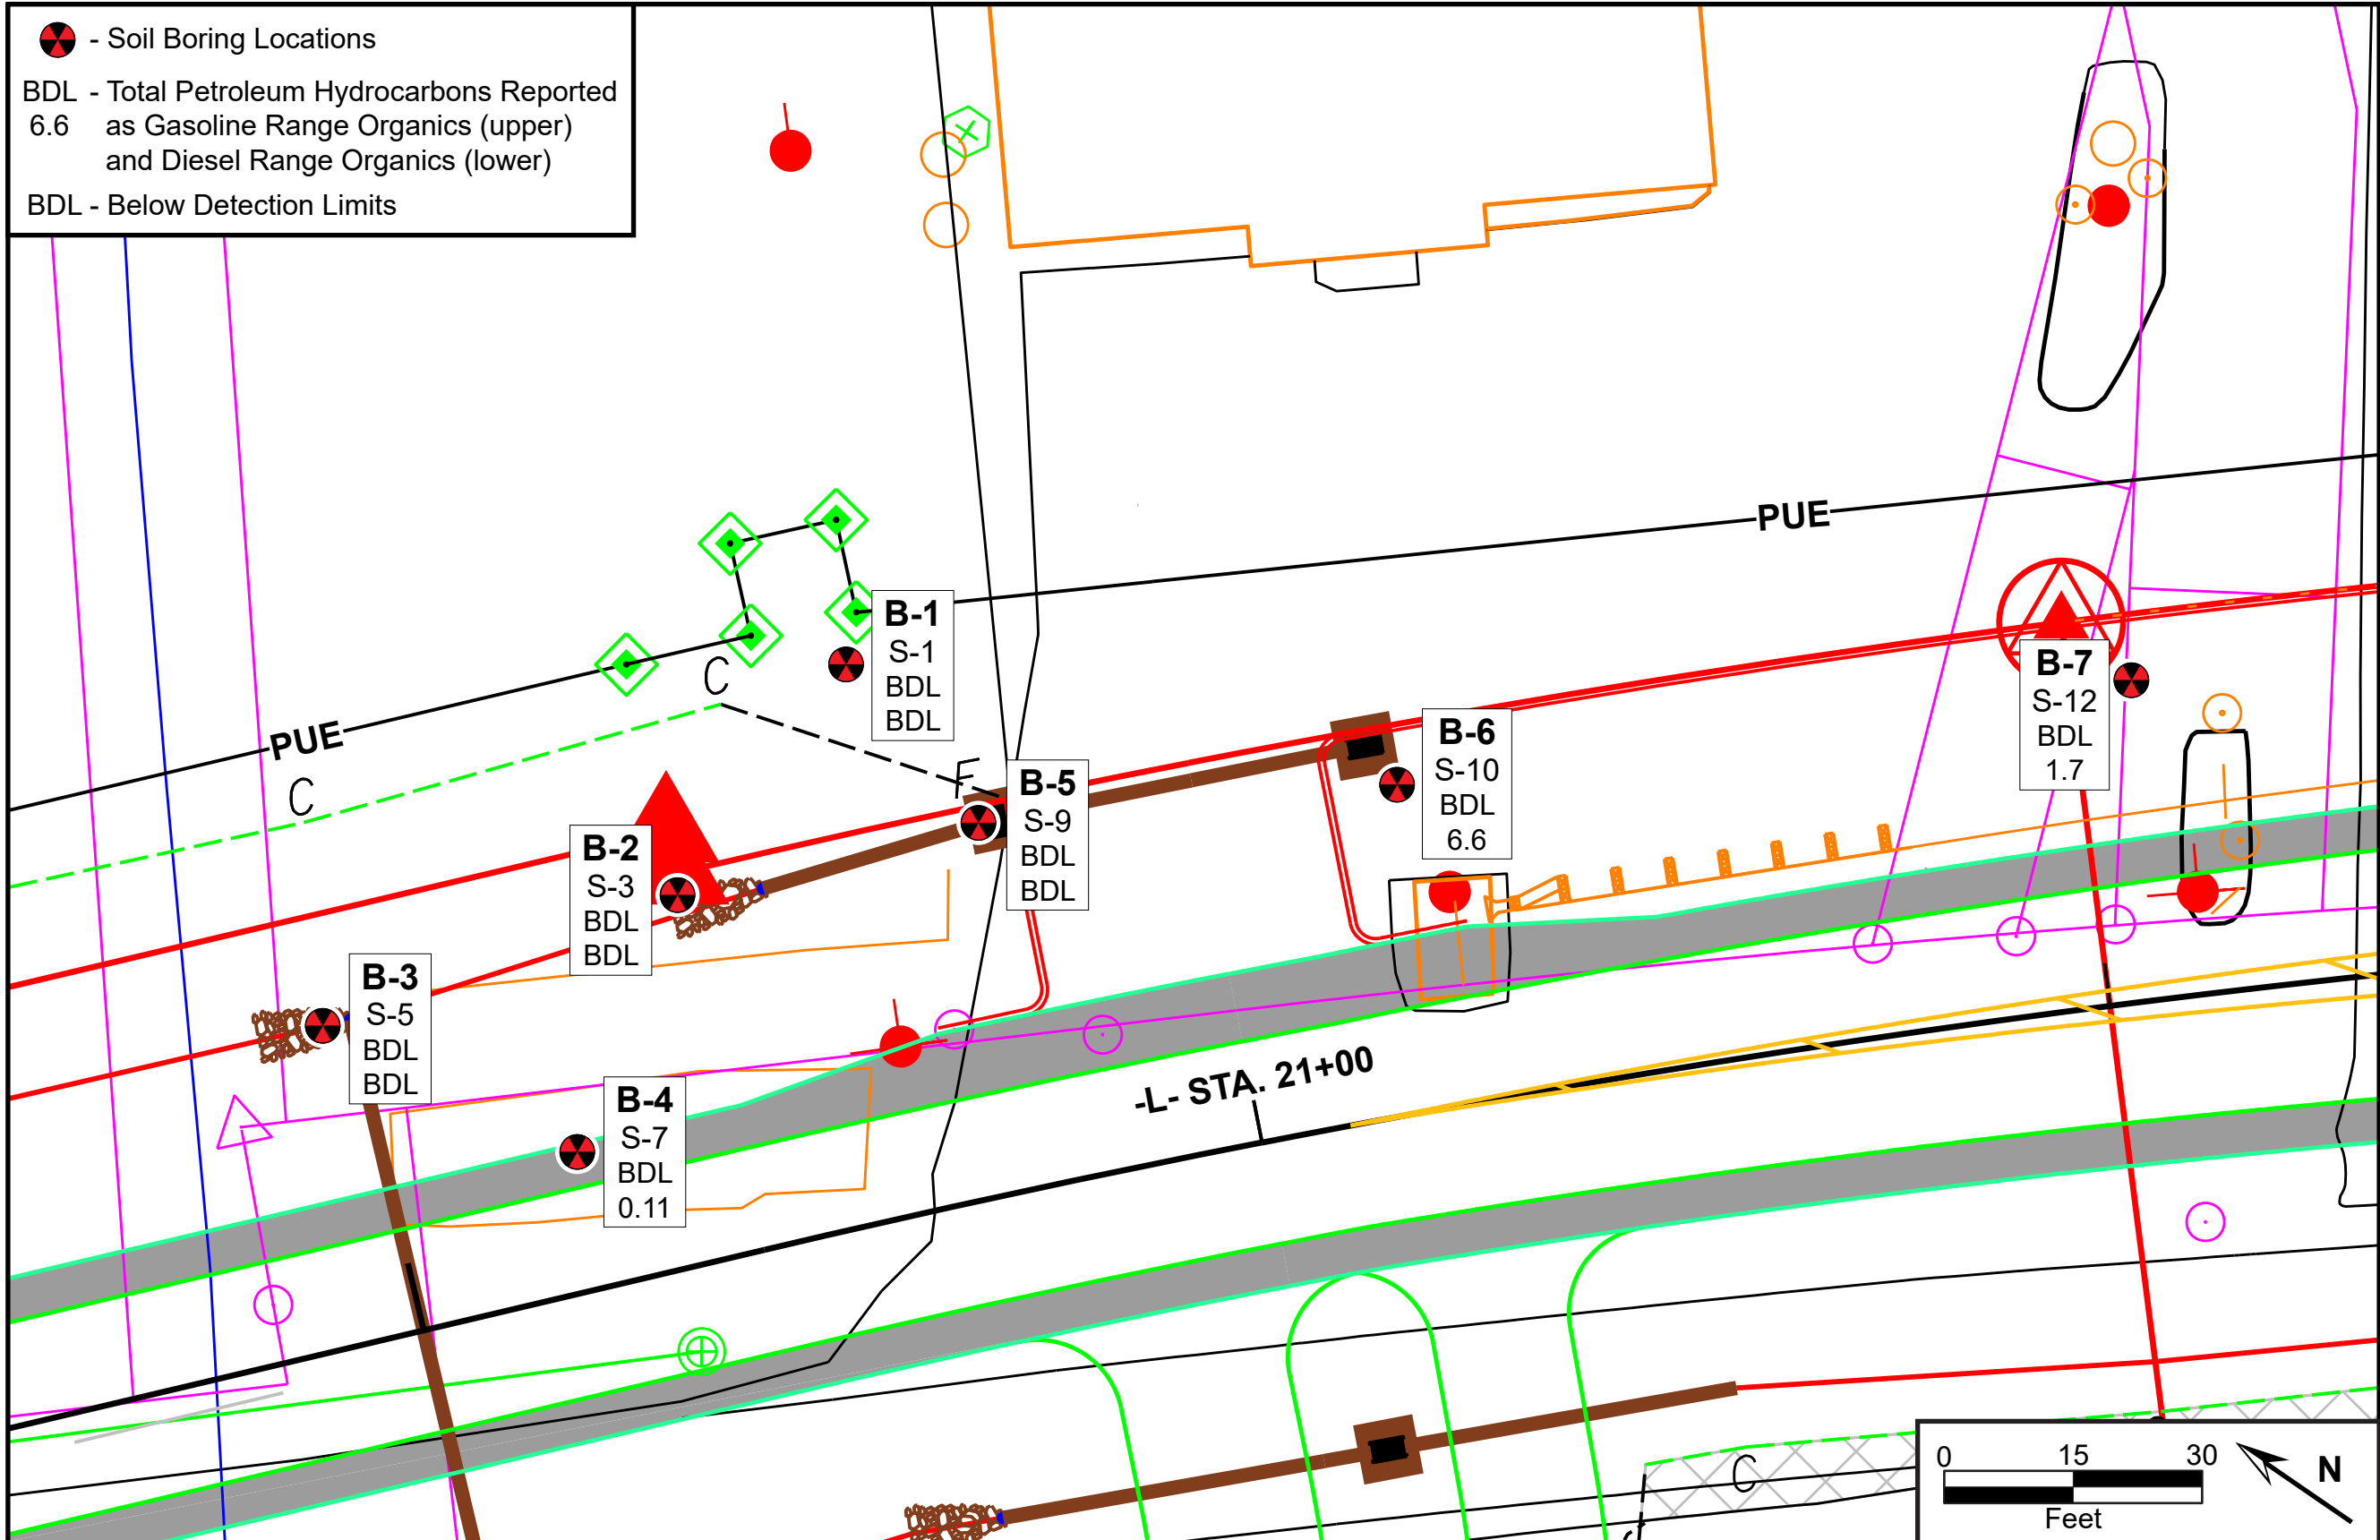 - Soil Boring Locations
BDL - Total Petroleum Hydrocarbons Reported
6.6 as Gasoline Range Organics (upper)
and Diesel Range Organics (lower)
BDL - Below Detection Limits
PUE
B-1
S-1
BDL
BDL
C
PUE
C
B-7
S-12
BDL
1.7
B-6
S-10
BDL
6.6
F
B-5
S-9
BDL
BDL
B-2
S-3
BDL
BDL
B-3
S-5
BDL
BDL
-L- STA. 21+00
B-4
S-7
BDL
0.11
C
0 15 30
Feet
N